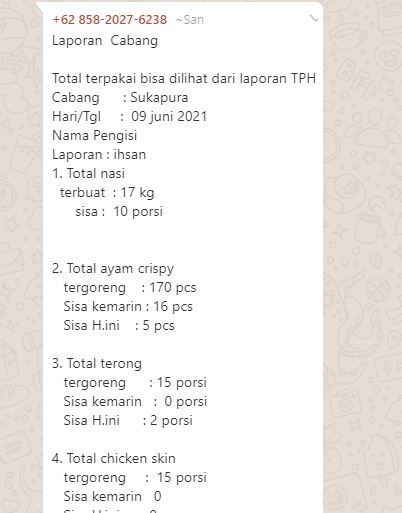 +62 858-2027-6238 ~San
Laporan Cabang
Total terpakai bisa dilihat dari laporan TPH
Cabang : Sukapura
Hari/Tgl : 09 juni 2021
Nama Pengisi
Laporan : ihsan
1. Total nasi
terbuat : 17 kg
sisa : 10 porsi
2. Total ayam crispy
tergoreng : 170 pcs
Sisa kemarin : 16 pcs
Sisa H.ini : 5 pcs
3. Total terong
tergoreng : 15 porsi
Sisa kemarin : 0 porsi
Sisa H.ini : 2 porsi
4. Total chicken skin
tergoreng : 15 porsi
Sisa kemarin 0